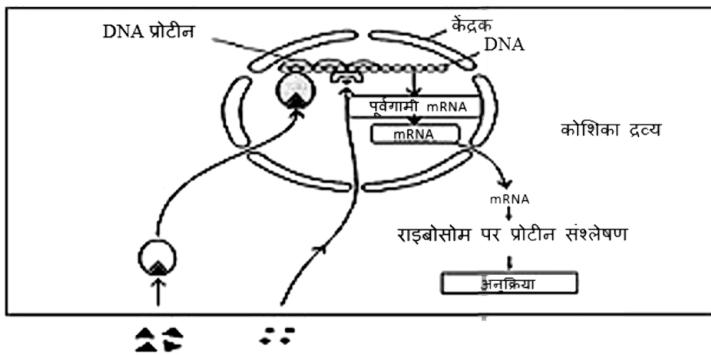 DNA प्रोटीन
केंद्रक
DNA
पूर्वगामी mRNA
mRNA
कोशिका द्रव्य
mRNA
राइबोसोम पर प्रोटीन संश्लेषण
अनुक्रिया